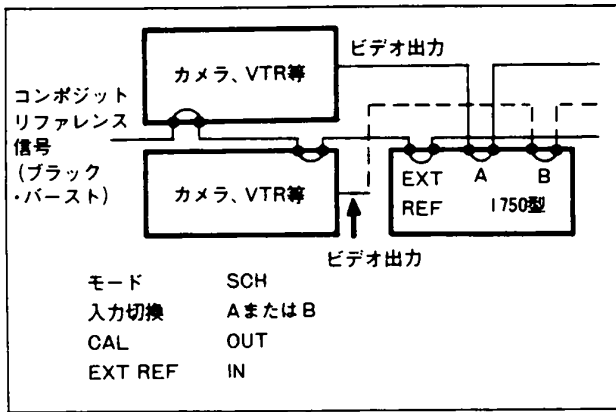 ビデオ出力
カメラ、VTR等
コンポジット
リファレンス
信号
(ブラック
・バースト)
カメラ、VTR等
EXT A B
REF 1750型
ビデオ出力
モード SCH
入力切換 AまたはB
CAL OUT
EXT REF IN